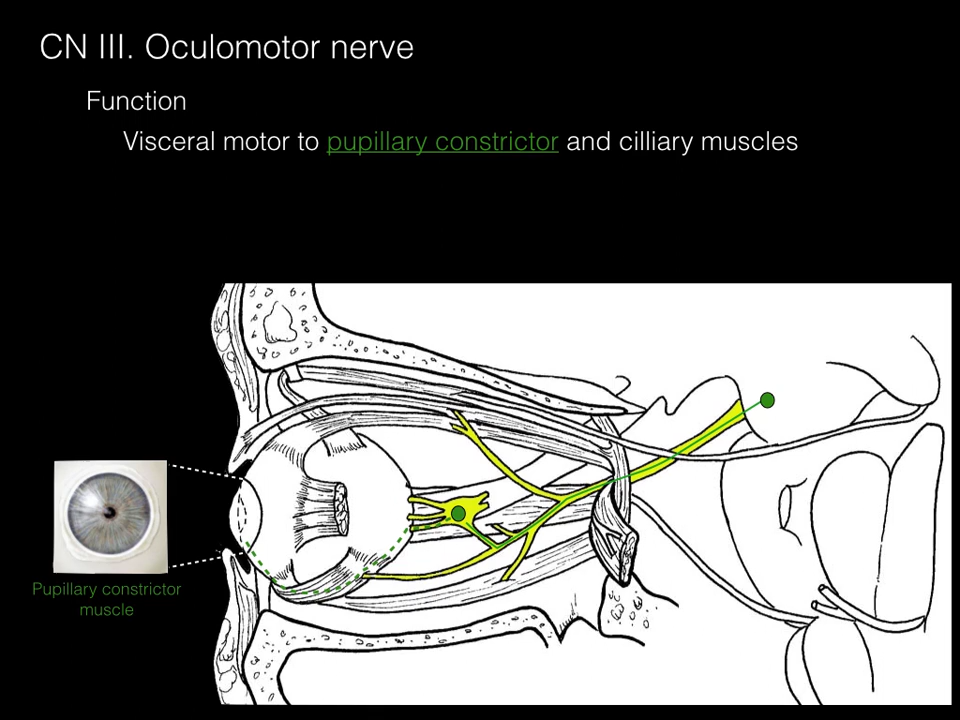 CN III. Oculomotor nerve
Function
Visceral motor to pupillary constrictor and cilliary muscles
Pupillary constrictor
muscle